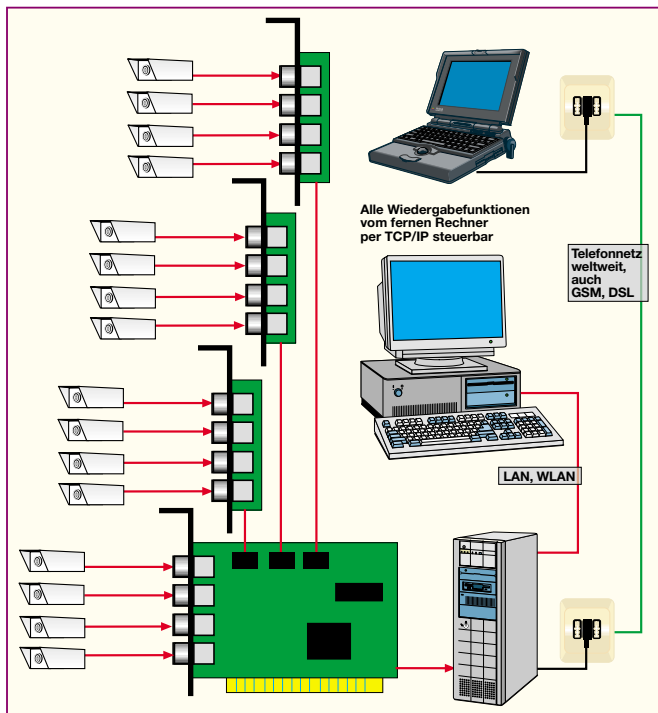 Alle Wiedergabefunktionen
vom fernen Rechner
per TCP/IP steuerbar
Telefonnetz
weltweit,
auch
GSM, DSL
LAN, WLAN